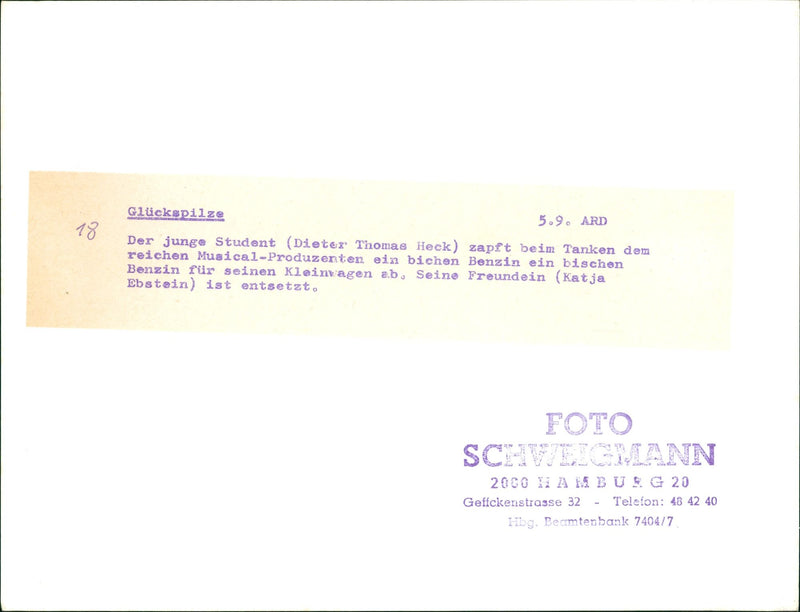 Glückspilze 5.9. ARD
18
Der junge Student (Dieter Thomas Heck) zapft beim Tanken dem
reichen Musical-Produzenten ein bichen Benzin ein bischen
Benzin für seinen Kleinwagen ab. Seine Freundein (Katja
Ebstein) ist entsetzt.
FOTO
SCHWEIGMANN
2000 HAMBURG 20
Geffckenstrasse 32 - Telefon: 48 42 40
Hbg. Beamtenbank 7404/7